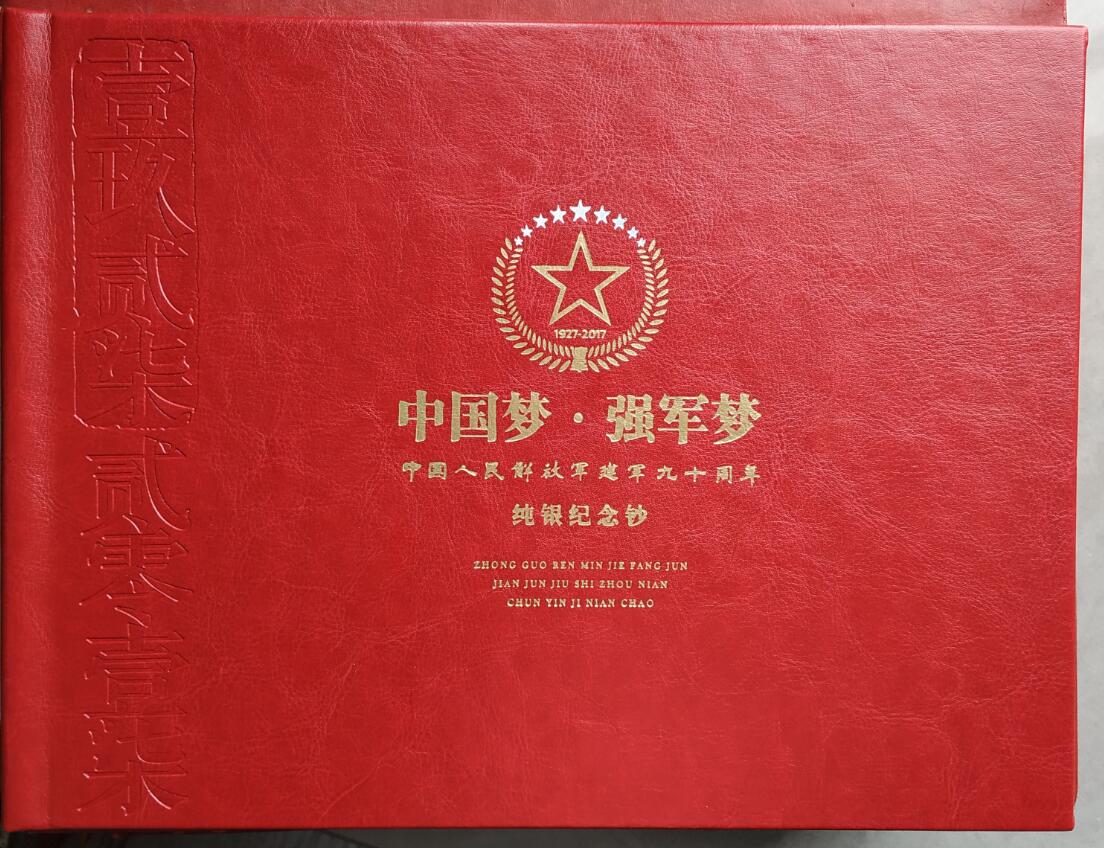 壹玖贰柒贰零壹柒
1927-2017
中国梦·强军梦
中国人民解放军建军九十周年
纯银纪念钞
ZHONG GUO REN MIN JIE FANG JUN
JIAN JUN JIU SHI ZHOU NIAN
CHUN YIN JI NIAN CHAO